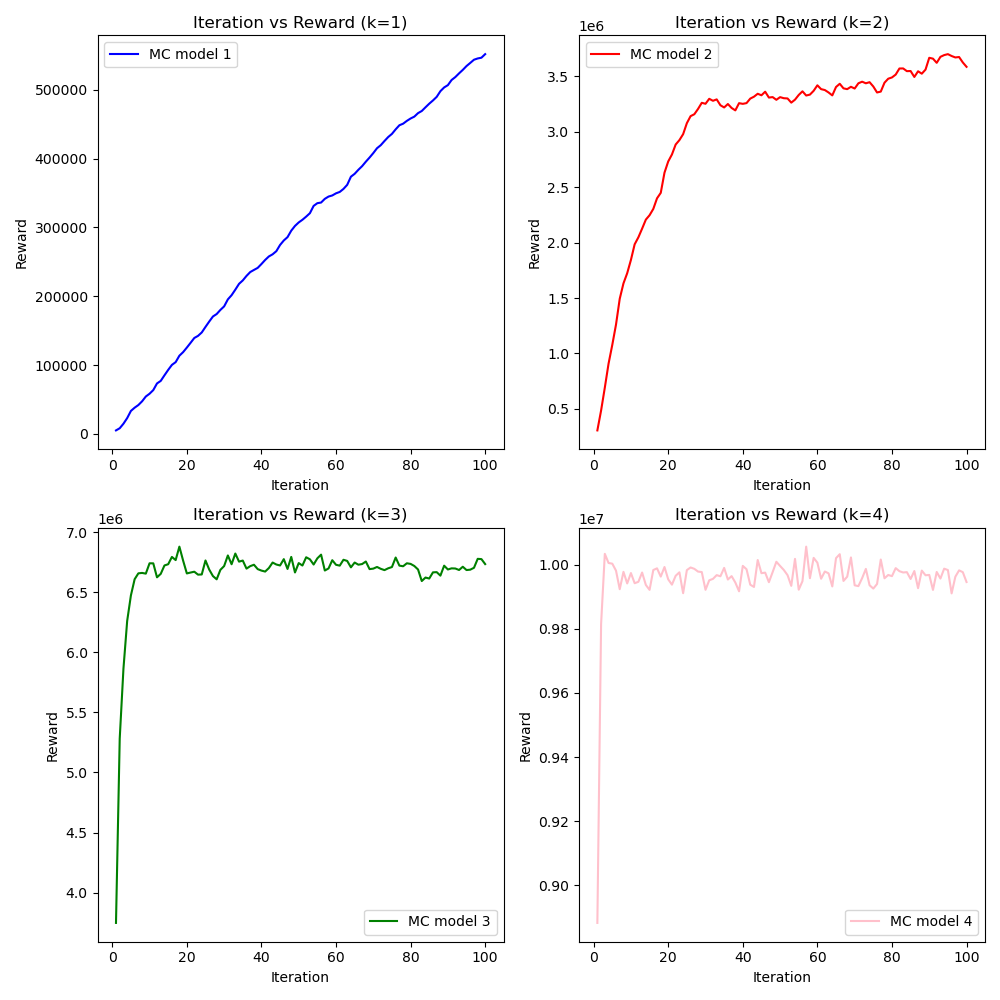 Iteration vs Reward (k=1)
MC model 1
Reward
500000
400000
300000
200000
100000
0
0 20 40 60 80 100
Iteration
Iteration vs Reward (k=2)
1e6
MC model 2
Reward
3.5
3.0
2.5
2.0
1.5
1.0
0.5
0 20 40 60 80 100
Iteration
Iteration vs Reward (k=3)
1e6
Reward
7.0
6.5
6.0
5.5
5.0
4.5
4.0
MC model 3
0 20 40 60 80 100
Iteration
Iteration vs Reward (k=4)
1e7
Reward
1.00
0.98
0.96
0.94
0.92
0.90
MC model 4
0 20 40 60 80 100
Iteration